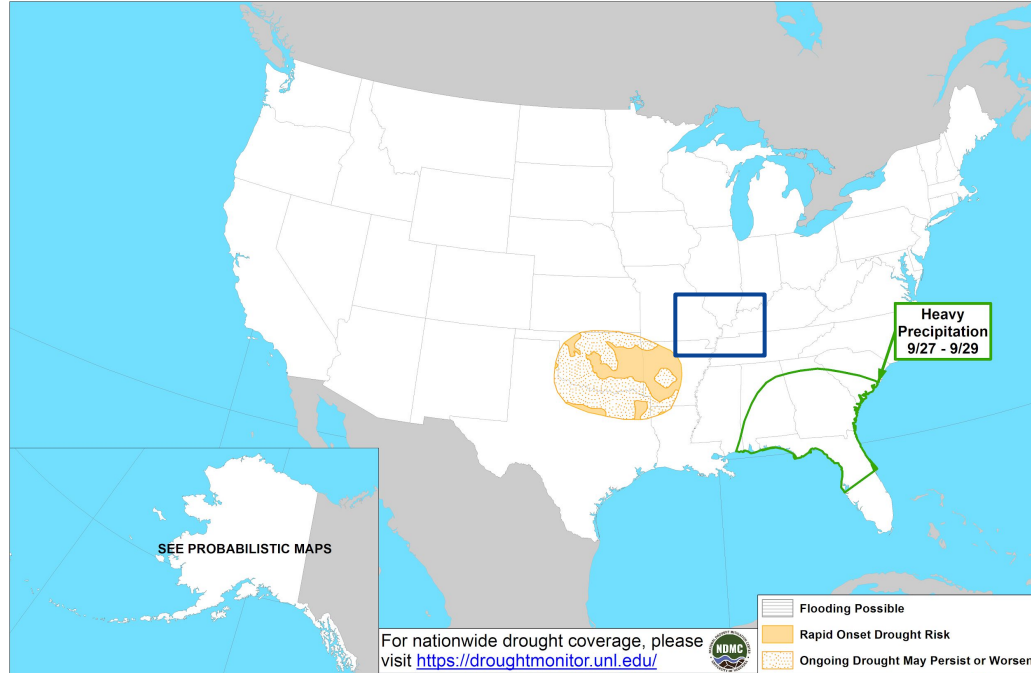 Heavy
Precipitation
9/27 - 9/29
SEE PROBABILISTIC MAPS
For nationwide drought coverage, please
visit https://droughtmonitor.unl.edu/
NDMC
Flooding Possible
Rapid Onset Drought Risk
Ongoing Drought May Persist or Worsen